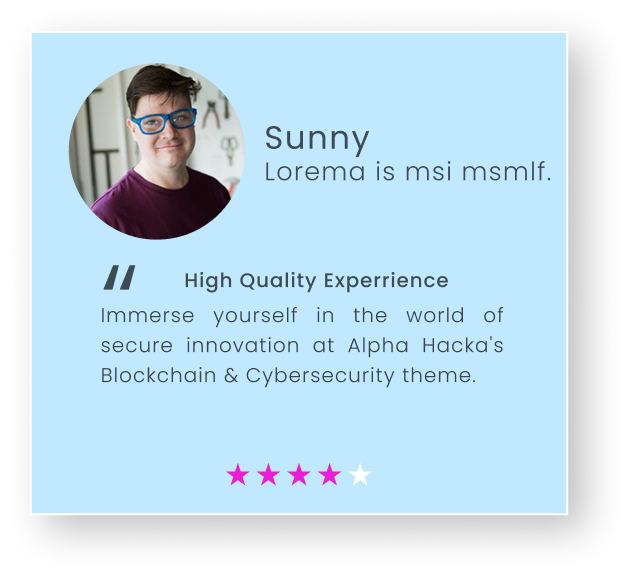 Sunny
Lorema is msi msmlf.
“ High Quality Experrience
Immerse yourself in the world of
secure innovation at Alpha Hacka's
Blockchain & Cybersecurity theme.